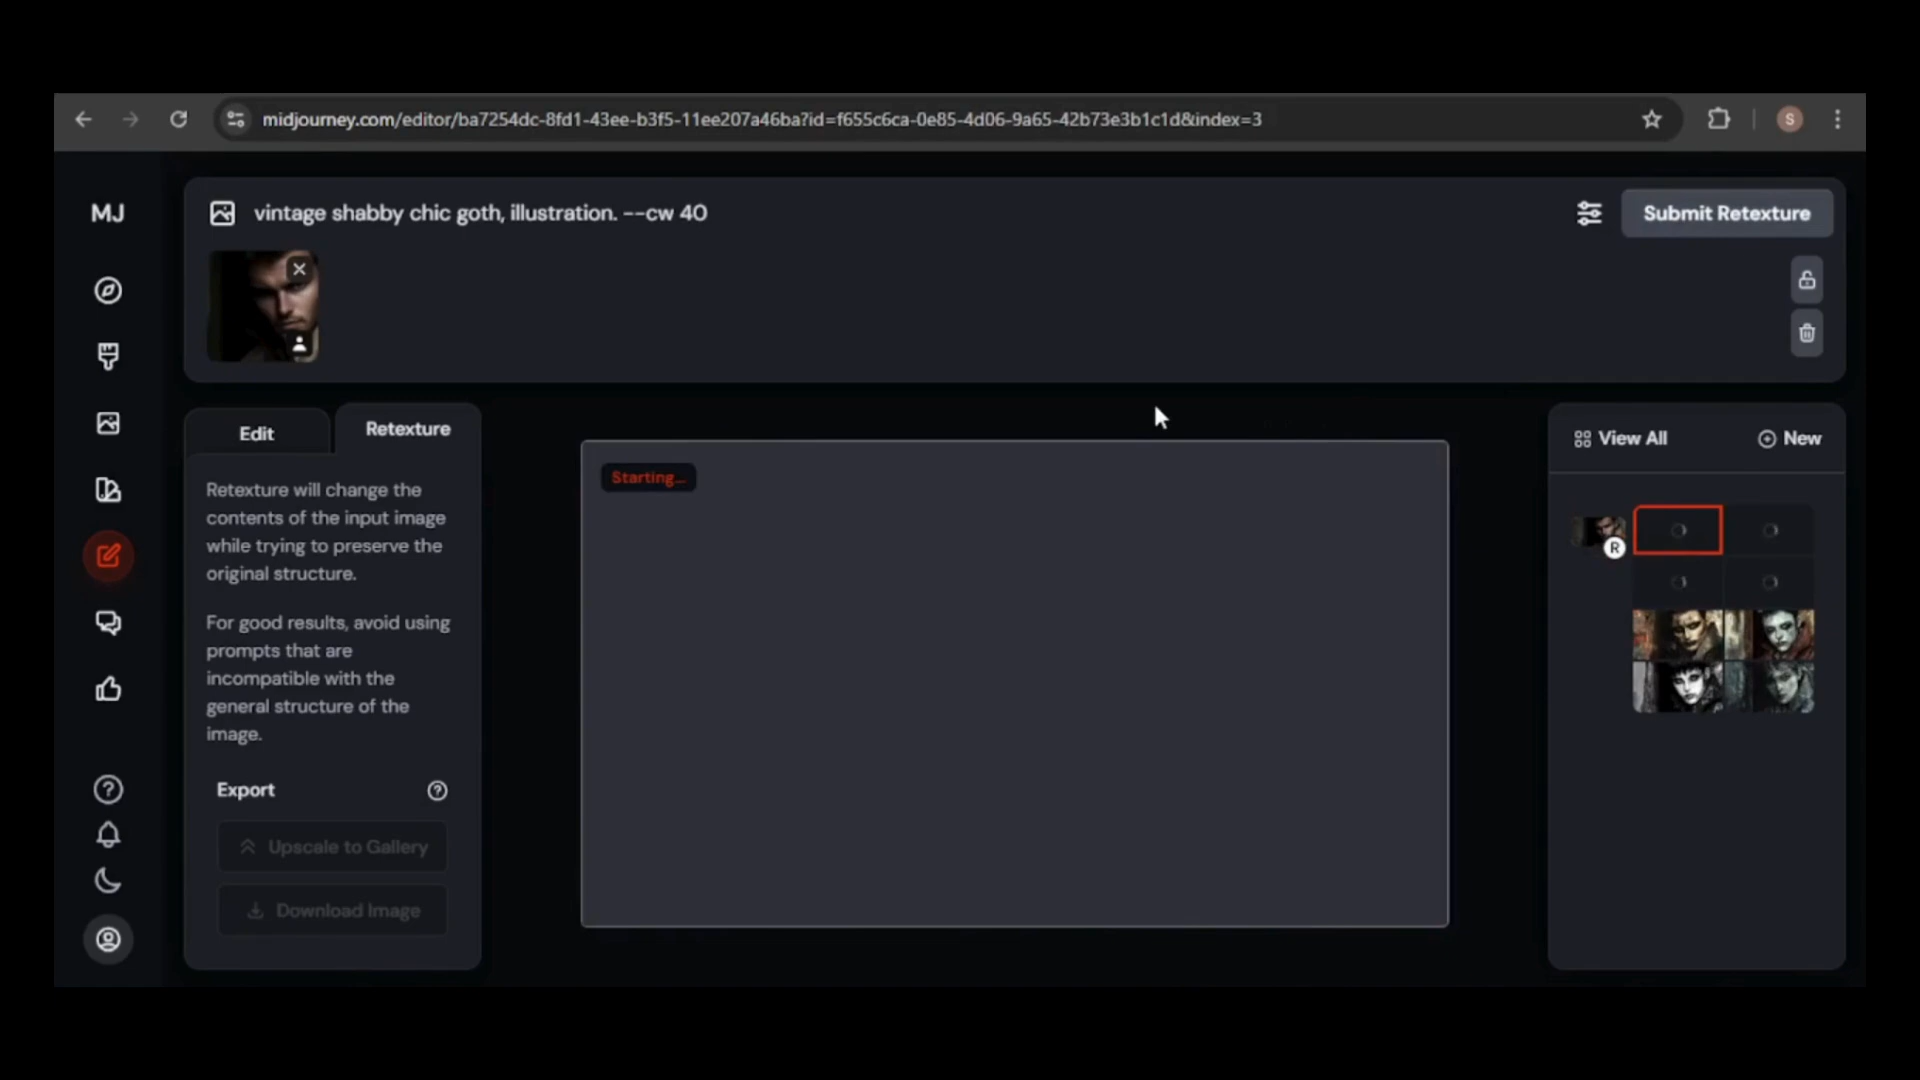 midjourney.com/editor/ba7254dc-8fd1-43ee-b3f5-11ee207a46ba?id=f655c6ca-0e85-4d06-9a65-42b73e3b1c1d&index=3
S
MJ
vintage shabby chic goth, illustration. --cw 40
Submit Retexture
Edit
Retexture
Retexture will change the
contents of the input image
while trying to preserve the
original structure.
For good results, avoid using
prompts that are
incompatible with the
general structure of the
image.
Export
Upscale to Gallery
Download Image
Starting...
View All
New
R